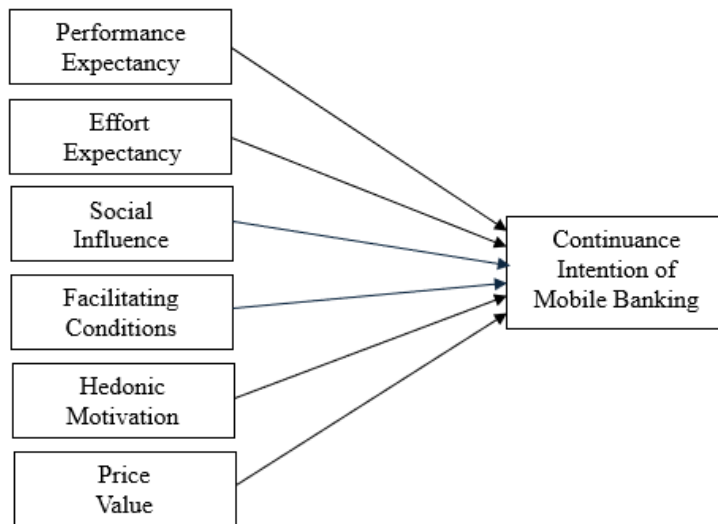 Performance
Expectancy
Effort
Expectancy
Social
Influence
Facilitating
Conditions
Hedonic
Motivation
Price
Value
Continuance
Intention of
Mobile Banking